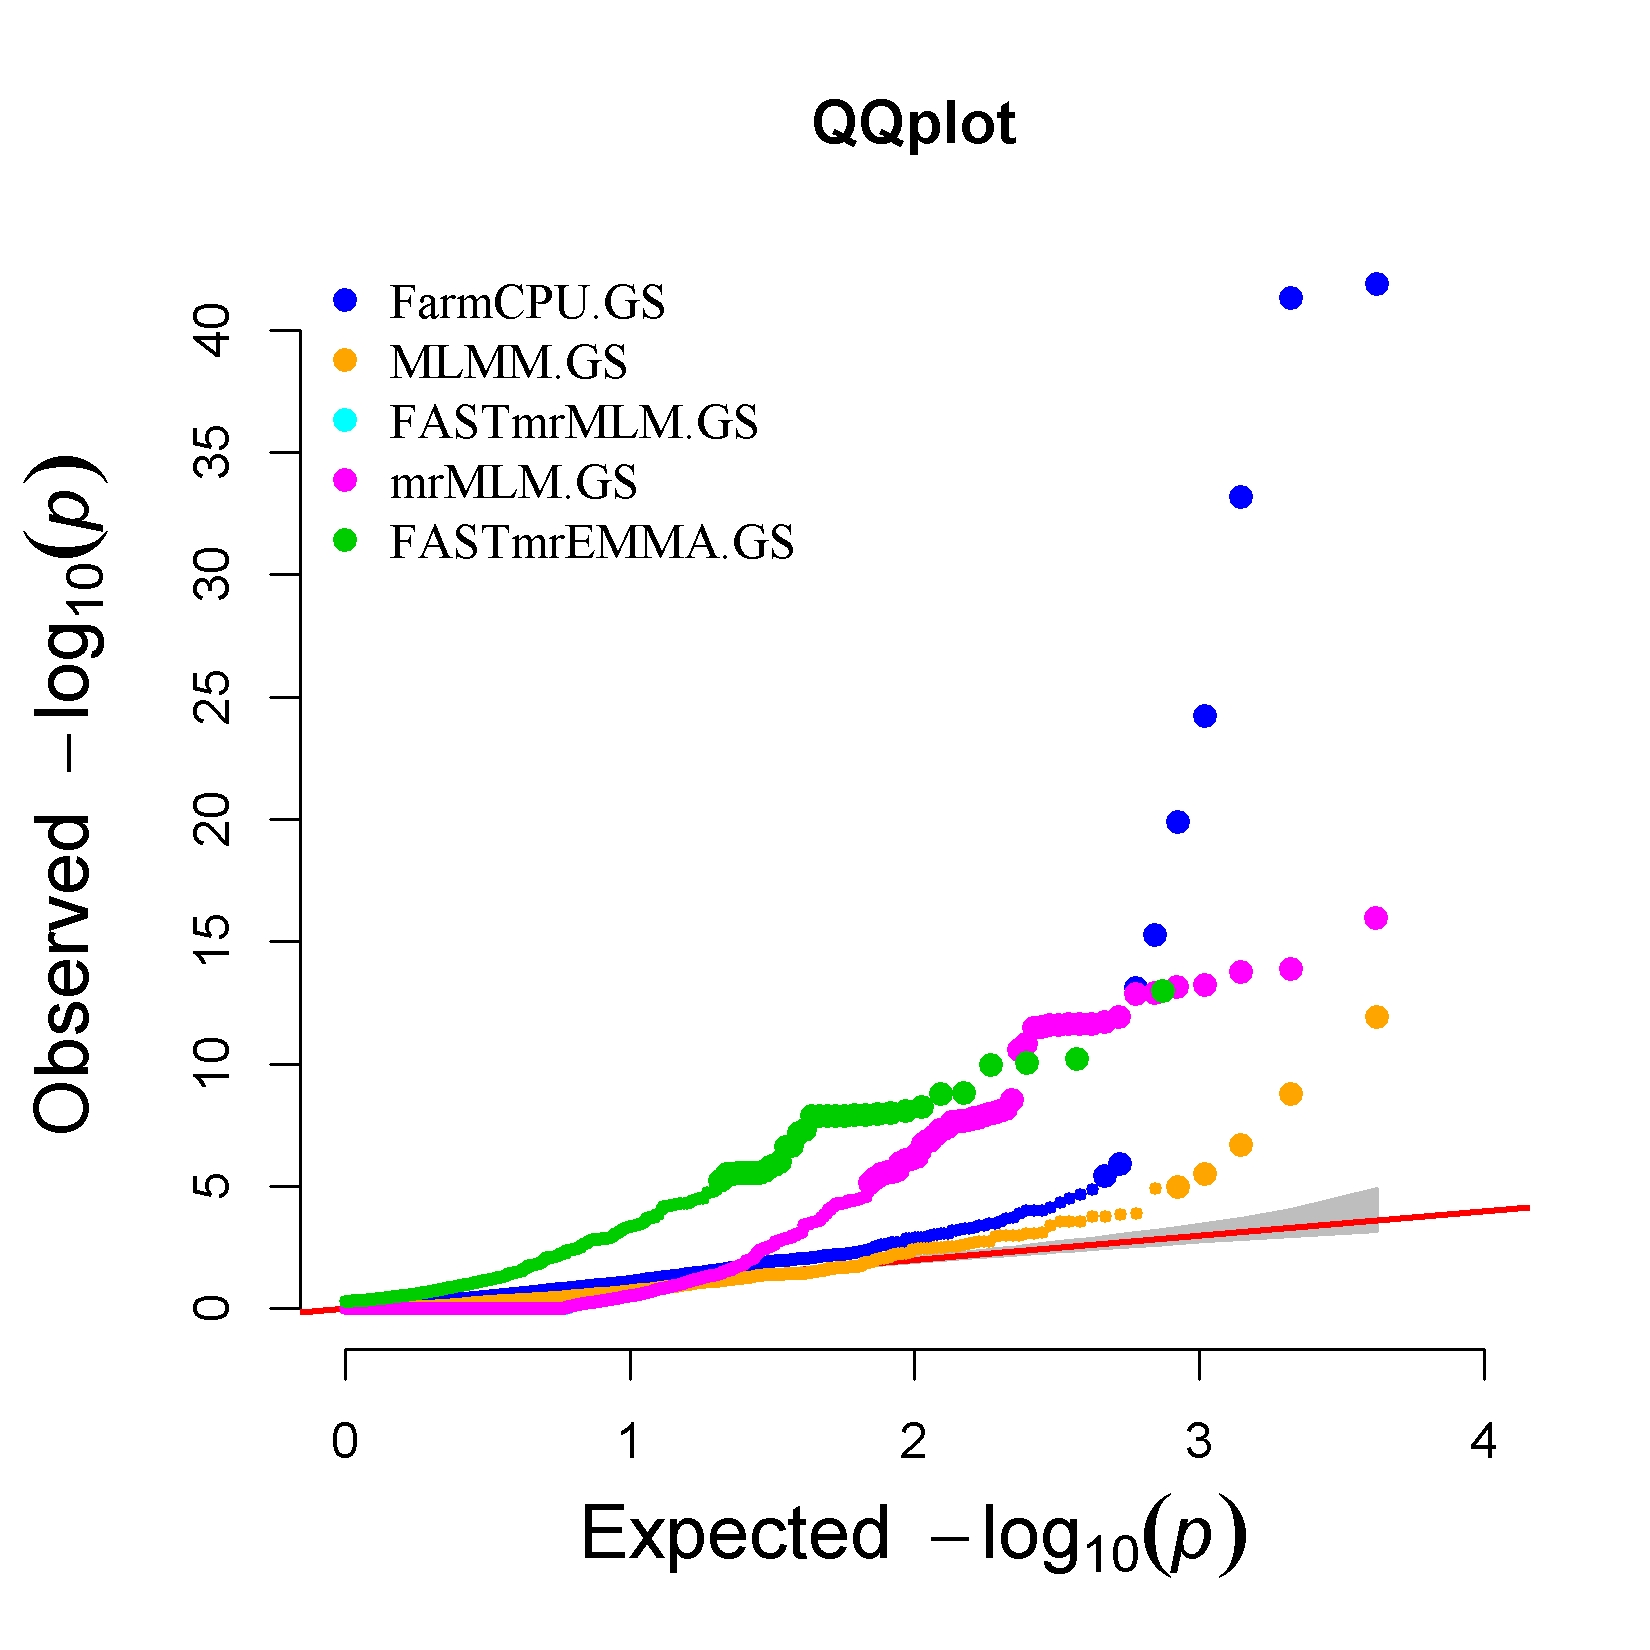 QQplot
FarmCPU.GS
MLMM.GS
FASTmrMLM.GS
mrMLM.GS
FASTmrEMMA.GS
Observed −log₁₀(p)
40
35
30
25
20
15
10
5
0
0 1 2 3 4
Expected −log₁₀(p)